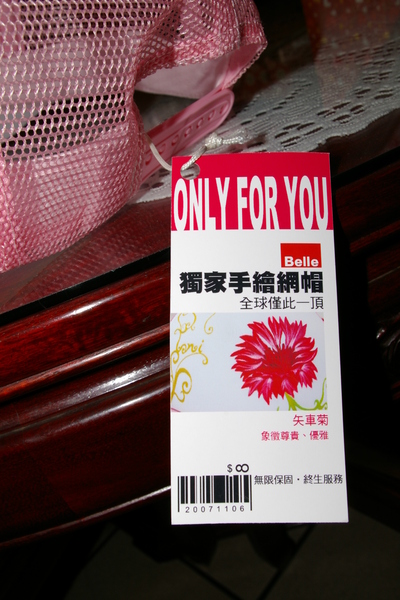 ONLY FOR YOU
Belle
獨家手繪網帽
全球僅此一頂
矢車菊
象徵尊貴、優雅
$∞
無限保固・終生服務
20071106